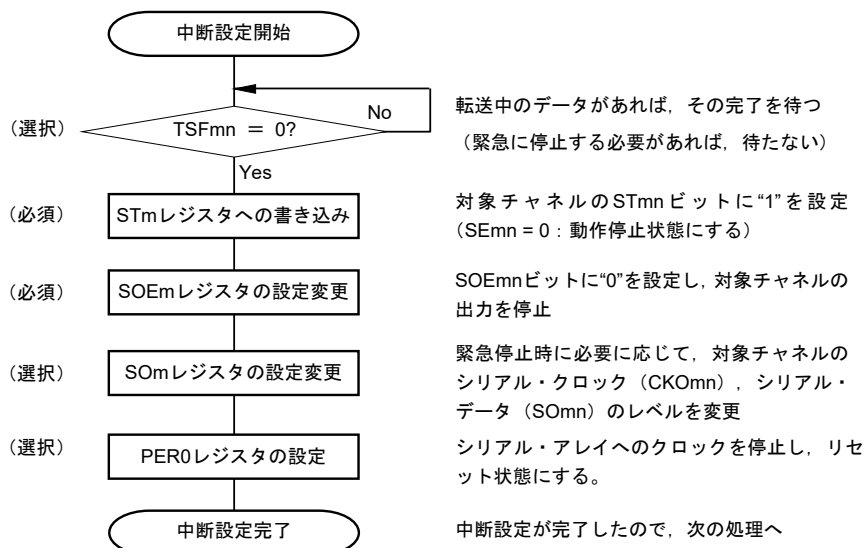 中断設定開始
No
転送中のデータがあれば，その完了を待つ
（選択）
TSFmn ＝ 0?
（緊急に停止する必要があれば，待たない）
Yes
（必須）
STmレジスタへの書き込み
対象チャネルのSTmnビットに“1”を設定
（SEmn = 0：動作停止状態にする）
（必須）
SOEmレジスタの設定変更
SOEmnビットに“0”を設定し，対象チャネルの
出力を停止
（選択）
SOmレジスタの設定変更
緊急停止時に必要に応じて，対象チャネルの
シリアル・クロック（CKOmn），シリアル・
データ（SOmn）のレベルを変更
（選択）
PER0レジスタの設定
シリアル・アレイへのクロックを停止し，リセ
ット状態にする。
中断設定完了
中断設定が完了したので，次の処理へ